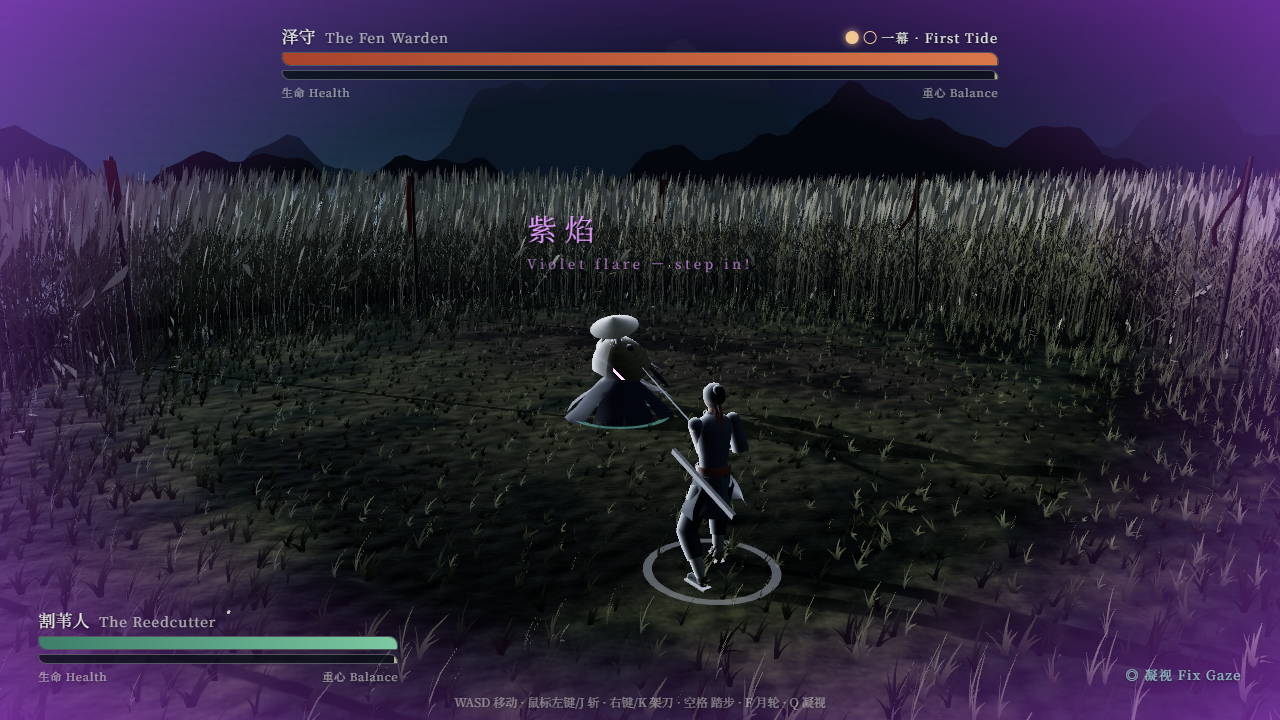 泽守 The Fen Warden
一幕 · First Tide
生命 Health
重心 Balance
紫焰
Violet flare — step in!
割苇人 The Reedcutter
生命 Health
重心 Balance
◎ 凝视 Fix Gaze
WASD 移动 · 鼠标左键/J 斩 · 右键/K 架刀 · 空格 踏步 · F 月轮 · Q 凝视